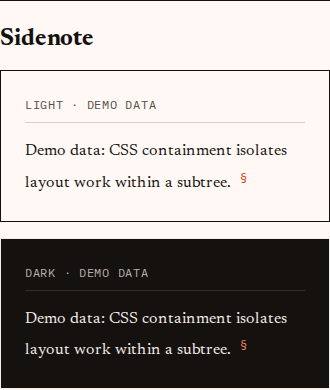 Sidenote
LIGHT · DEMO DATA
Demo data: CSS containment isolates
layout work within a subtree. §
DARK · DEMO DATA
Demo data: CSS containment isolates
layout work within a subtree. §